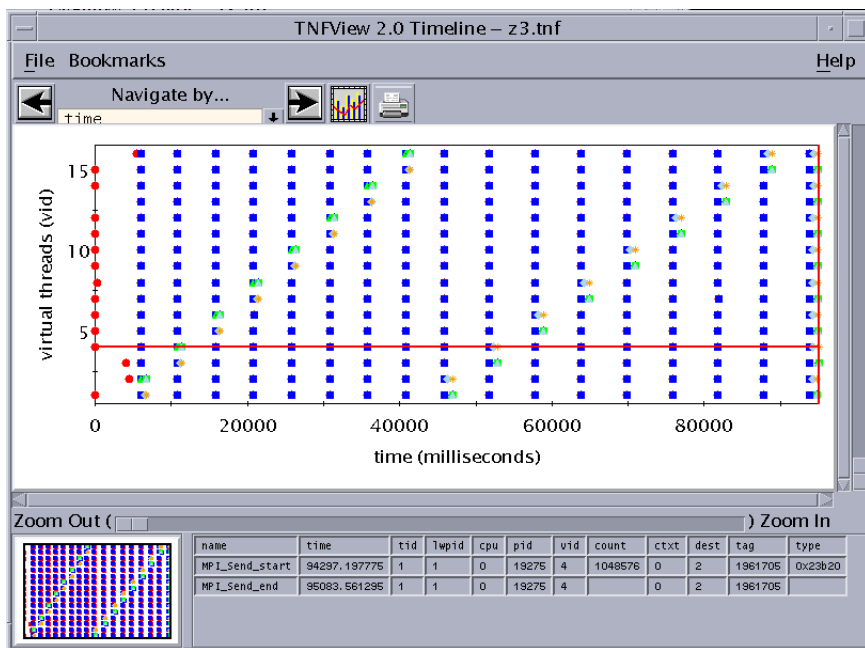 TNFView 2.0 Timeline – z3.tnf
File Bookmarks Help
Navigate by...
time
virtual threads (vid)
15
10
5
0 20000 40000 60000 80000
time (milliseconds)
Zoom Out ( ) Zoom In
name time tid lwpid cpu pid vid count ctxt dest tag type
MPI_Send_start 94297.197775 1 1 0 19275 4 1048576 0 2 1961705 0x23b20
MPI_Send_end 95083.561295 1 1 0 19275 4 0 2 1961705